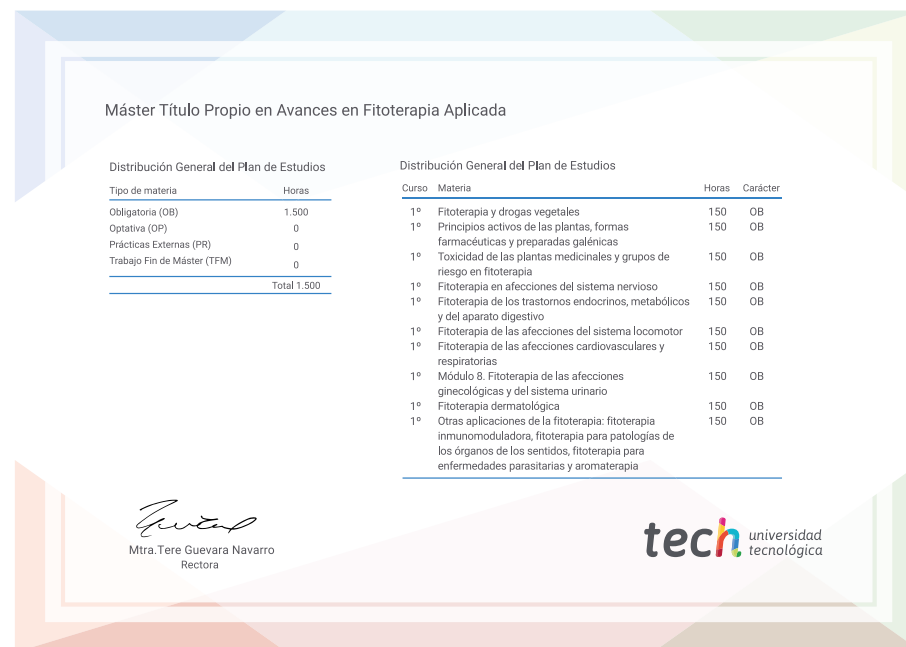 Máster Título Propio en Avances en Fitoterapia Aplicada
Distribución General del Plan de Estudios
Tipo de materia Horas
Obligatoria (OB) 1.500
Optativa (OP) 0
Prácticas Externas (PR) 0
Trabajo Fin de Máster (TFM) 0
Total 1.500
Distribución General del Plan de Estudios
Curso Materia Horas Carácter
1º Fitoterapia y drogas vegetales 150 OB
1º Principios activos de las plantas, formas 150 OB
farmacéuticas y preparadas galénicas
1º Toxicidad de las plantas medicinales y grupos de 150 OB
riesgo en fitoterapia
1º Fitoterapia en afecciones del sistema nervioso 150 OB
1º Fitoterapia de los trastornos endocrinos, metabólicos 150 OB
y del aparato digestivo
1º Fitoterapia de las afecciones del sistema locomotor 150 OB
1º Fitoterapia de las afecciones cardiovasculares y 150 OB
respiratorias
1º Módulo 8. Fitoterapia de las afecciones 150 OB
ginecológicas y del sistema urinario
1º Fitoterapia dermatológica 150 OB
1º Otras aplicaciones de la fitoterapia: fitoterapia 150 OB
inmunomoduladora, fitoterapia para patologías de
los órganos de los sentidos, fitoterapia para
enfermedades parasitarias y aromaterapia
Mtra.Tere Guevara Navarro
Rectora
tech universidad
tecnológica